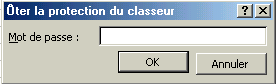 Ôter la protection du classeur
Mot de passe :
OK
Annuler